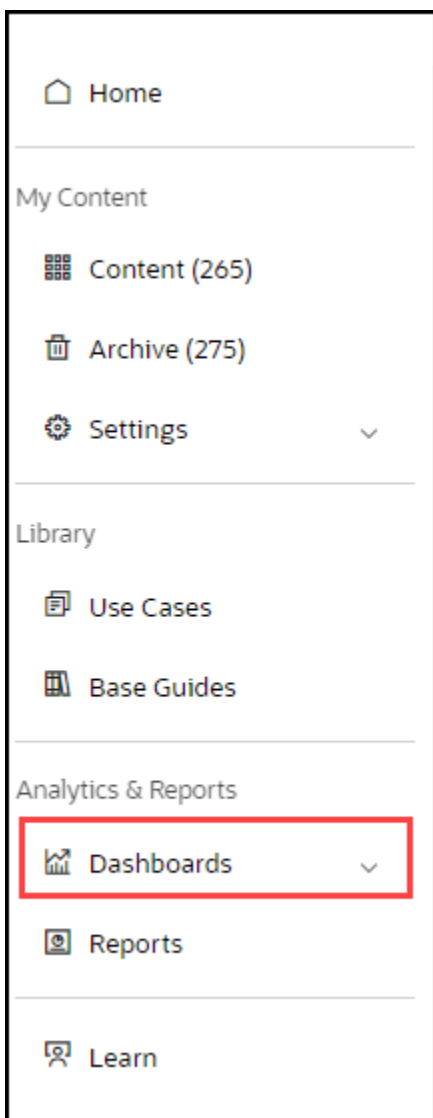 Home
My Content
Content (265)
Archive (275)
Settings
Library
Use Cases
Base Guides
Analytics & Reports
Dashboards
Reports
Learn